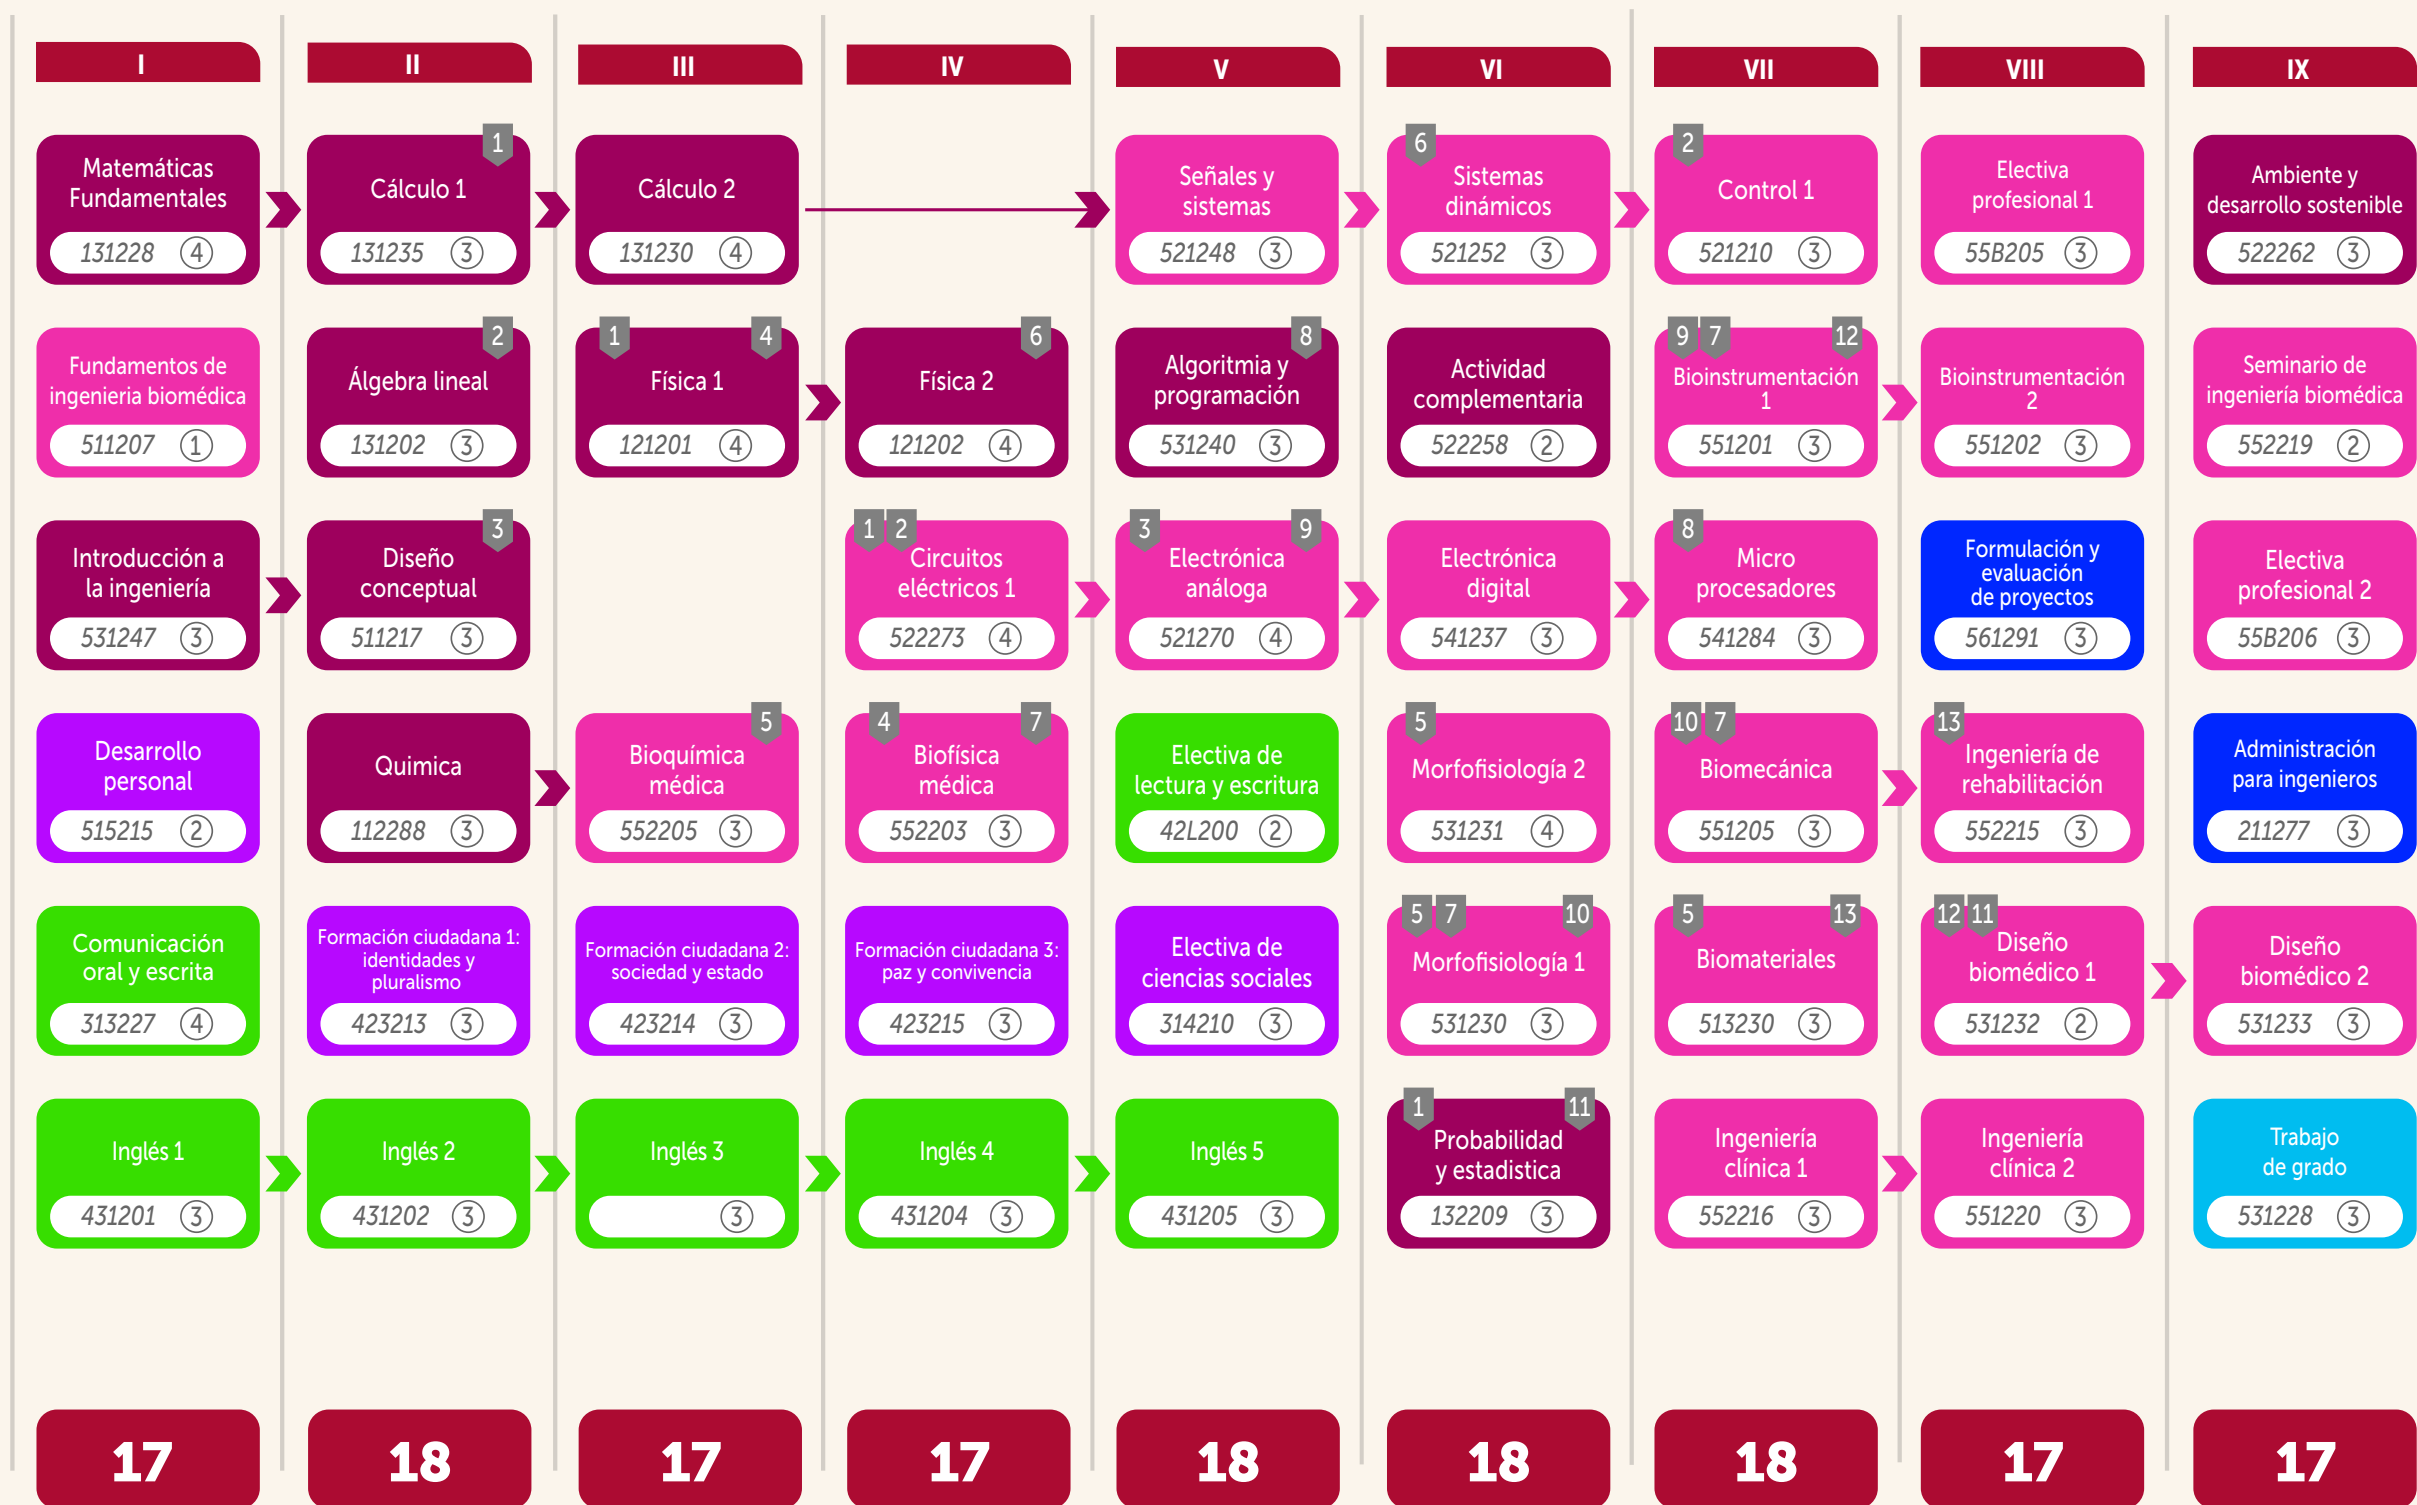 I
II
III
IV
V
VI
VII
VIII
IX
Matemáticas
Fundamentales
131228 4
1
Cálculo 1
131235 3
Cálculo 2
131230 4
Señales y
sistemas
521248 3
6
Sistemas
dinámicos
521252 3
2
Control 1
521210 3
Electiva
profesional 1
55B205 3
Ambiente y
desarrollo sostenible
522262 3
Fundamentos de
ingenieria biomédica
511207 1
2
Álgebra lineal
131202 3
1 4
Física 1
121201 4
6
Física 2
121202 4
8
Algoritmia y
programación
531240 3
Actividad
complementaria
522258 2
9 7 12
Bioinstrumentación
1
551201 3
Bioinstrumentación
2
551202 3
Seminario de
ingeniería biomédica
552219 2
Introducción a
la ingeniería
531247 3
3
Diseño
conceptual
511217 3
1 2
Circuitos
eléctricos 1
522273 4
3 9
Electrónica
análoga
521270 4
Electrónica
digital
541237 3
8
Micro
procesadores
541284 3
Formulación y
evaluación
de proyectos
561291 3
Electiva
profesional 2
55B206 3
Desarrollo
personal
515215 2
Quimica
112288 3
5
Bioquímica
médica
552205 3
4 7
Biofísica
médica
552203 3
Electiva de
lectura y escritura
42L200 2
5
Morfofisiología 2
531231 4
10 7
Biomecánica
551205 3
13
Ingeniería de
rehabilitación
552215 3
Administración
para ingenieros
211277 3
Comunicación
oral y escrita
313227 4
Formación ciudadana 1:
identidades y
pluralismo
423213 3
Formación ciudadana 2:
sociedad y estado
423214 3
Formación ciudadana 3:
paz y convivencia
423215 3
Electiva de
ciencias sociales
314210 3
5 7 10
Morfofisiología 1
531230 3
5 13
Biomateriales
513230 3
12 11
Diseño
biomédico 1
531232 2
Diseño
biomédico 2
531233 3
Inglés 1
431201 3
Inglés 2
431202 3
Inglés 3
3
Inglés 4
431204 3
Inglés 5
431205 3
1 11
Probabilidad
y estadistica
132209 3
Ingeniería
clínica 1
552216 3
Ingeniería
clínica 2
551220 3
Trabajo
de grado
531228 3
17
18
17
17
18
18
18
17
17